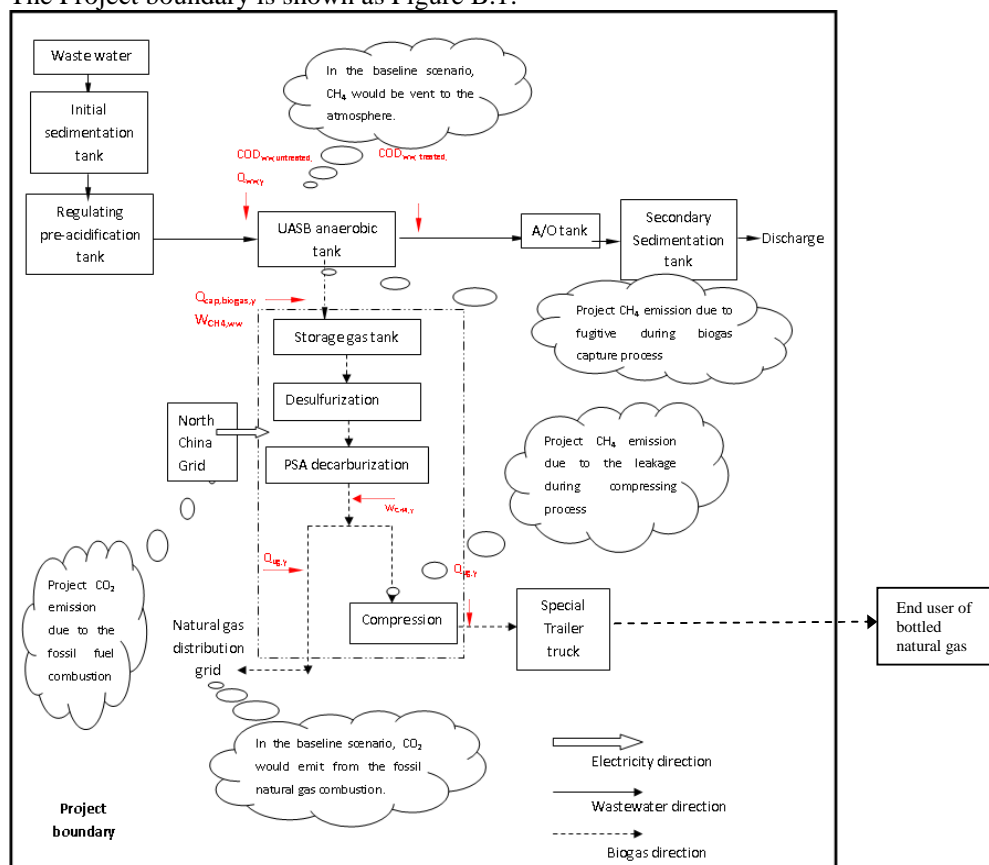 The Project boundary is shown as Figure B.1.
Waste water
Initial
sedimentation
tank
Regulating
pre-acidification
tank
In the baseline scenario,
CH4 would be vent to the
atmosphere.
CODww,untreated,
CODww, treated,
Qww,y
UASB anaerobic
tank
A/O tank
Secondary
Sedimentation
tank
Discharge
Qcap,biogas,y
WCH4,ww
Project CH4 emission due to
fugitive during biogas
capture process
Storage gas tank
Desulfurization
PSA decarburization
North
China
Grid
Project CH4 emission
due to the leakage
during compressing
process
WCH4,y
Qug,y
Project CO2
emission
due to the
fossil fuel
combustion
Compression
Special
Trailer
truck
End user of
bottled
natural gas
Natural gas
distribution
grid
In the baseline scenario, CO2
would emit from the fossil
natural gas combustion.
Electricity direction
Wastewater direction
Biogas direction
Project
boundary